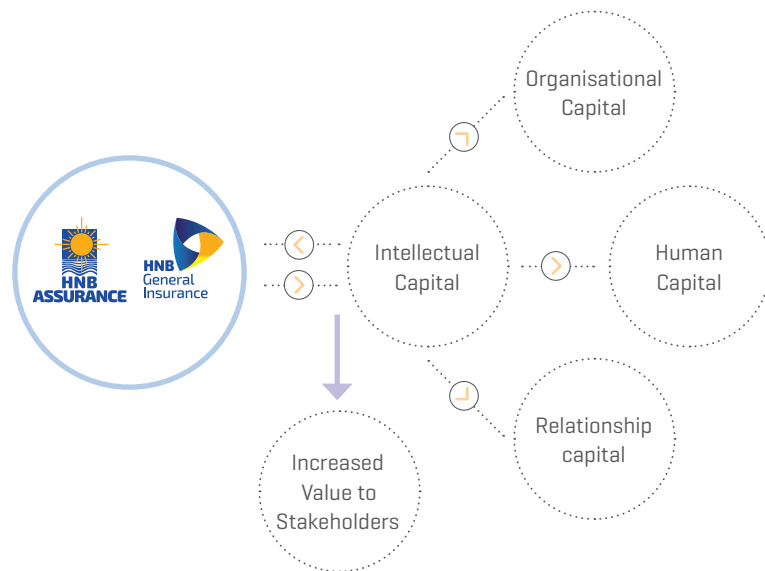 HNB
ASSURANCE
HNB
General
Insurance
Intellectual
Capital
Organisational
Capital
Human
Capital
Relationship
capital
Increased
Value to
Stakeholders